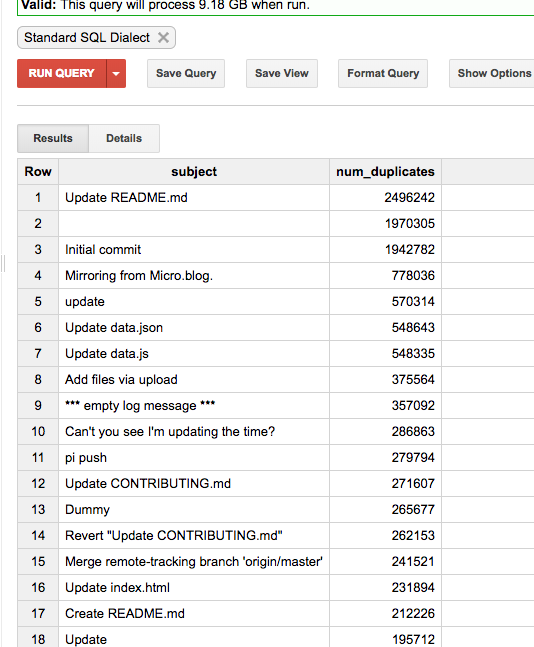 Valid: This query will process 9.18 GB when run.
Standard SQL Dialect
RUN QUERY Save Query Save View Format Query Show Options
Results Details
Row subject num_duplicates
1 Update README.md 2496242
2 1970305
3 Initial commit 1942782
4 Mirroring from Micro.blog. 778036
5 update 570314
6 Update data.json 548643
7 Update data.js 548335
8 Add files via upload 375564
9 *** empty log message *** 357092
10 Can't you see I'm updating the time? 286863
11 pi push 279794
12 Update CONTRIBUTING.md 271607
13 Dummy 265677
14 Revert "Update CONTRIBUTING.md" 262153
15 Merge remote-tracking branch 'origin/master' 241521
16 Update index.html 231894
17 Create README.md 212226
18 Update 195712